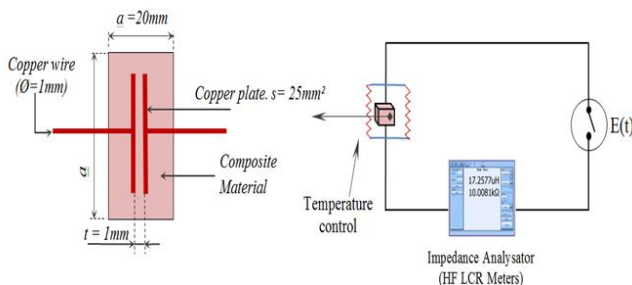 a =20mm
Copper wire
(Ø=1mm)
Copper plate. s= 25mm²
a
Composite
Material
t = 1mm
E(t)
Temperature
control
17.2577uH
10.0081kΩ
Impedance Analysator
(HF LCR Meters)